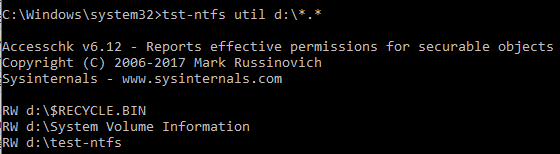 C:\Windows\system32>tst-ntfs util d:\*.*
Accesschk v6.12 - Reports effective permissions for securable objects
Copyright (C) 2006-2017 Mark Russinovich
Sysinternals - www.sysinternals.com
RW d:\$RECYCLE.BIN
RW d:\System Volume Information
RW d:\test-ntfs